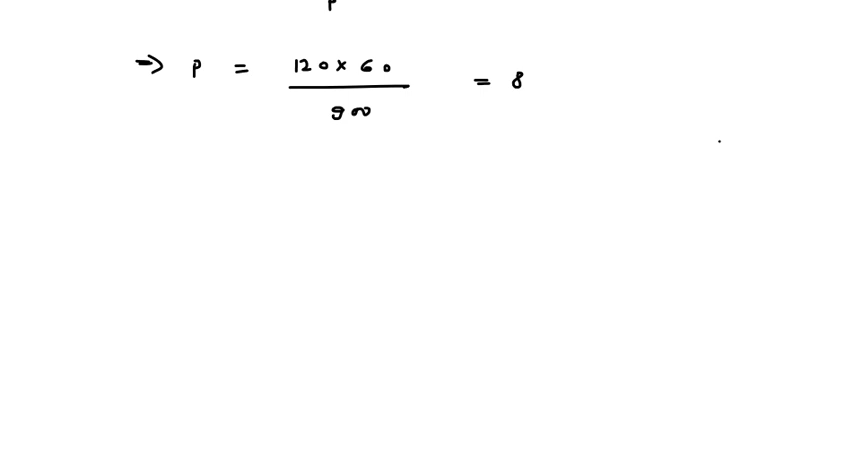 P
⇒ P = 120 × 60 / 900 = 8